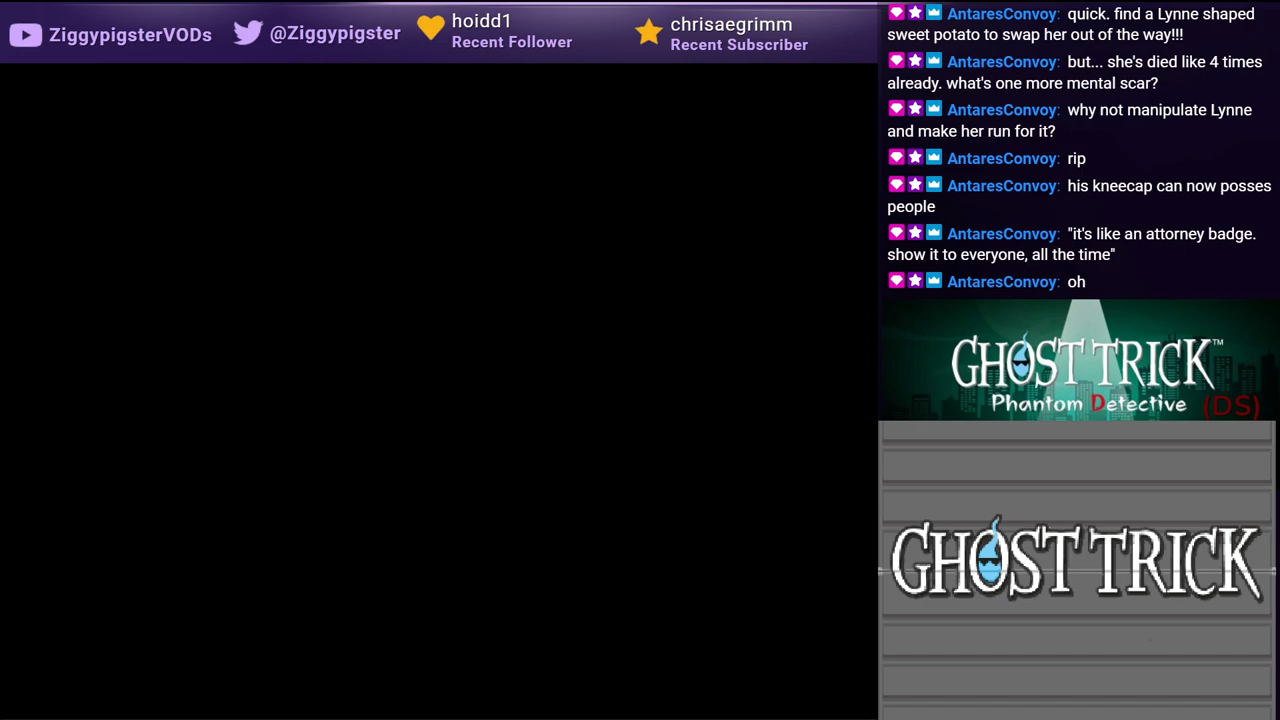 ZiggypigsterVODs
@Ziggypigster
hoidd1
Recent Follower
chrisaegrimm
Recent Subscriber
AntaresConvoy: quick. find a Lynne shaped
sweet potato to swap her out of the way!!!
AntaresConvoy: but... she's died like 4 times
already. what's one more mental scar?
AntaresConvoy: why not manipulate Lynne
and make her run for it?
AntaresConvoy: rip
AntaresConvoy: his kneecap can now posses
people
AntaresConvoy: "it's like an attorney badge.
show it to everyone, all the time"
AntaresConvoy: oh
GHOST TRICK™
Phantom Detective (DS)
GHOST TRICK